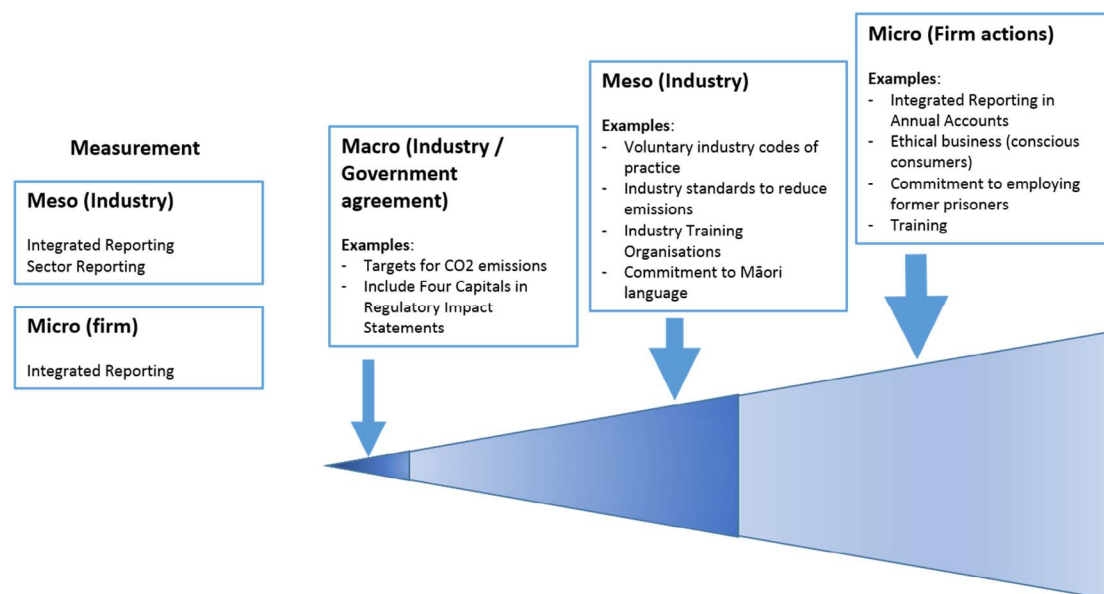 Measurement
Meso (Industry)
Integrated Reporting
Sector Reporting
Micro (firm)
Integrated Reporting
Macro (Industry /
Government
agreement)
Examples:
- Targets for CO2 emissions
- Include Four Capitals in
Regulatory Impact
Statements
Meso (Industry)
Examples:
- Voluntary industry codes of
practice
- Industry standards to reduce
emissions
- Industry Training
Organisations
- Commitment to Māori
language
Micro (Firm actions)
Examples:
- Integrated Reporting in
Annual Accounts
- Ethical business (conscious
consumers)
- Commitment to employing
former prisoners
- Training